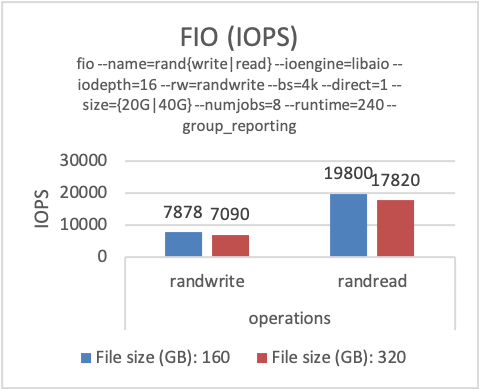 FIO (IOPS)
fio --name=rand{write|read} --ioengine=libaio --
iodepth=16 --rw=randwrite --bs=4k --direct=1 --
size={20G|40G} --numjobs=8 --runtime=240 --
group_reporting
30000
20000
10000
0
IOPS
7878
7090
19800
17820
randwrite
randread
operations
File size (GB): 160
File size (GB): 320